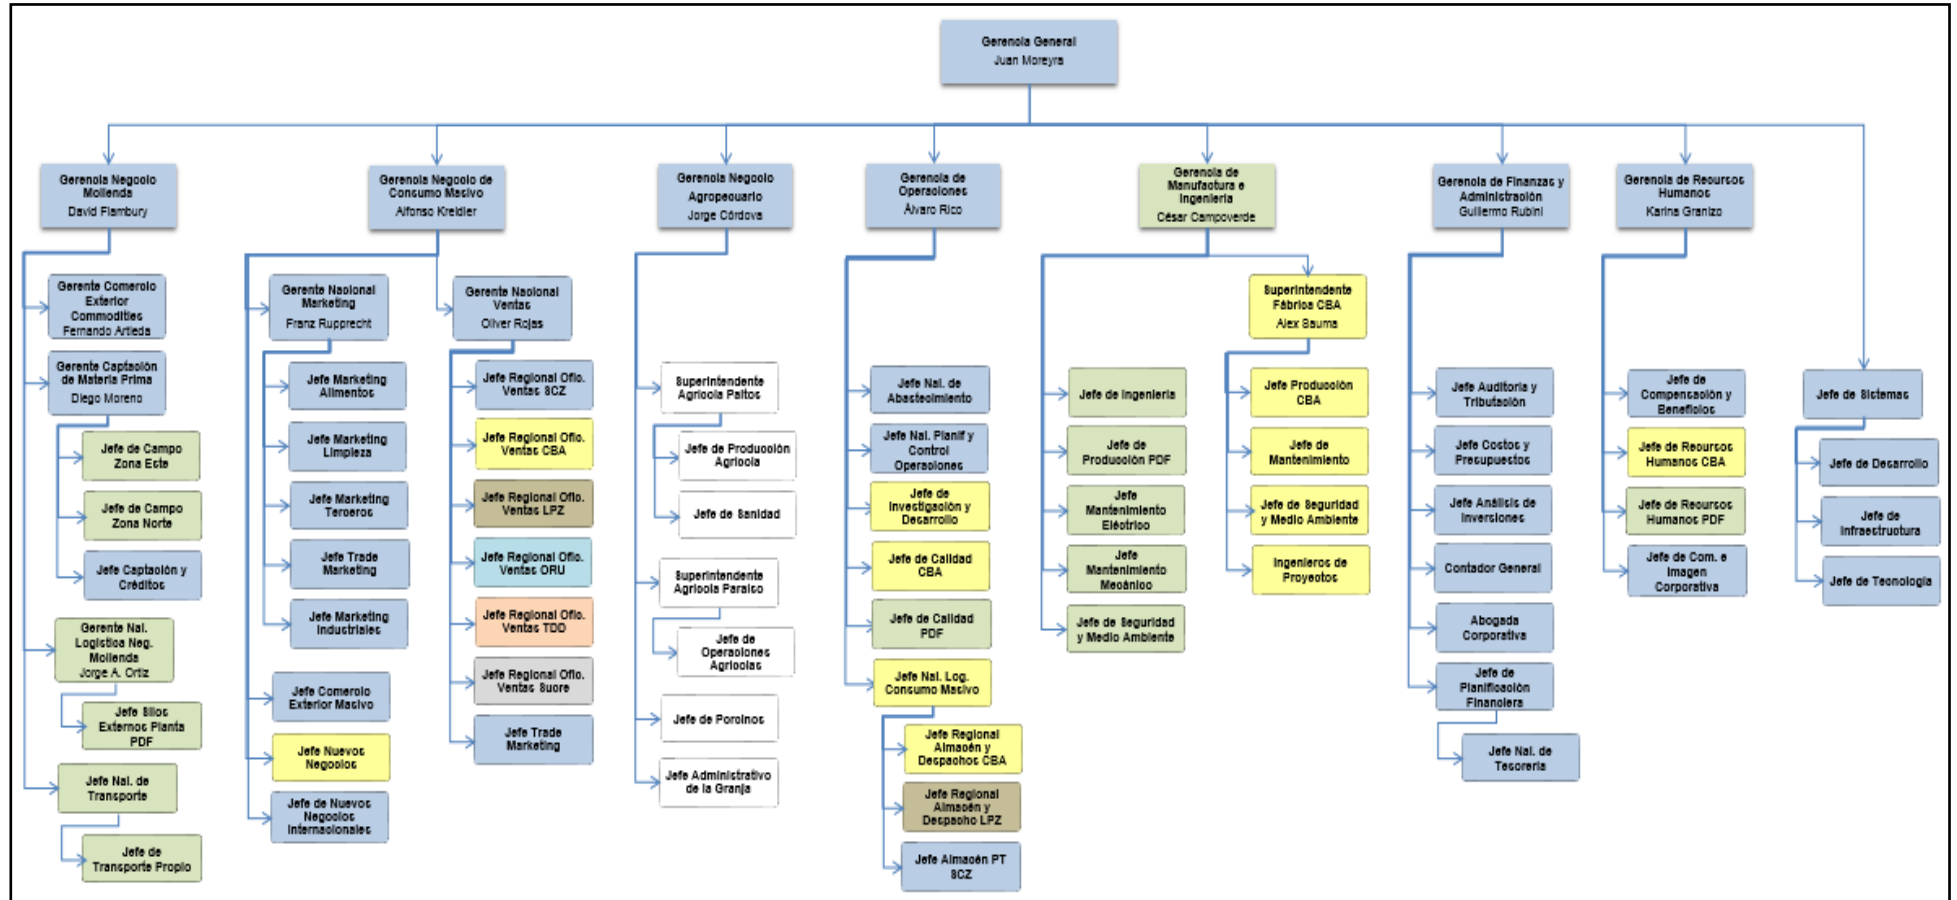 Gerencia General
Juan Moreyra
Gerencia Negocio
Molienda
David Flambury
Gerente Comercio
Exterior
Commodities
Fernando Artieda
Gerente Captación
de Materia Prima
Diego Moreno
Jefe de Campo
Zona Este
Jefe de Campo
Zona Norte
Jefe Captación y
Créditos
Gerente Nal.
Logística Neg.
Molienda
Jorge A. Ortiz
Jefe Silos
Externos Planta
PDF
Jefe Nal. de
Transporte
Jefe de
Transporte Propio
Gerencia Negocio de
Consumo Masivo
Alfonso Kreidler
Gerente Nacional
Marketing
Franz Rupprecht
Jefe Marketing
Alimentos
Jefe Marketing
Limpieza
Jefe Marketing
Terceros
Jefe Trade
Marketing
Jefe Marketing
Industriales
Jefe Comercio
Exterior Masivo
Jefe Nuevos
Negocios
Jefe de Nuevos
Negocios
Internacionales
Gerente Nacional
Ventas
Oliver Rojas
Jefe Regional Ofic.
Ventas SCZ
Jefe Regional Ofic.
Ventas CBA
Jefe Regional Ofic.
Ventas LPZ
Jefe Regional Ofic.
Ventas ORU
Jefe Regional Ofic.
Ventas TDD
Jefe Regional Ofic.
Ventas Sucre
Jefe Trade
Marketing
Gerencia Negocio
Agropecuario
Jorge Córdova
Superintendente
Agrícola Paitos
Jefe de Producción
Agrícola
Jefe de Sanidad
Superintendente
Agrícola Paraíso
Jefe de
Operaciones
Agrícolas
Jefe de Porcinos
Jefe Administrativo
de la Granja
Gerencia de
Operaciones
Álvaro Rico
Jefe Nal. de
Abastecimiento
Jefe Nal. Planif y
Control
Operaciones
Jefe de
Investigación y
Desarrollo
Jefe de Calidad
CBA
Jefe de Calidad
PDF
Jefe Nal. Log.
Consumo Masivo
Jefe Regional
Almacén y
Despachos CBA
Jefe Regional
Almacén y
Despacho LPZ
Jefe Almacén PT
SCZ
Gerencia de
Manufactura e
Ingeniería
César Campoverde
Jefe de Ingeniería
Jefe de
Producción PDF
Jefe
Mantenimiento
Eléctrico
Jefe
Mantenimiento
Mecánico
Jefe de Seguridad
y Medio Ambiente
Superintendente
Fábrica CBA
Alex Sauma
Jefe Producción
CBA
Jefe de
Mantenimiento
Jefe de Seguridad
y Medio Ambiente
Ingenieros de
Proyectos
Gerencia de Finanzas y
Administración
Guillermo Rubini
Jefe Auditoría y
Tributación
Jefe Costos y
Presupuestos
Jefe Análisis de
Inversiones
Contador General
Abogada
Corporativa
Jefe de
Planificación
Financiera
Jefe Nal. de
Tesorería
Gerencia de Recursos
Humanos
Karina Granizo
Jefe de
Compensación y
Beneficios
Jefe de Recursos
Humanos CBA
Jefe de Recursos
Humanos PDF
Jefe de Com. e
Imagen
Corporativa
Jefe de Sistemas
Jefe de Desarrollo
Jefe de
Infraestructura
Jefe de Tecnología